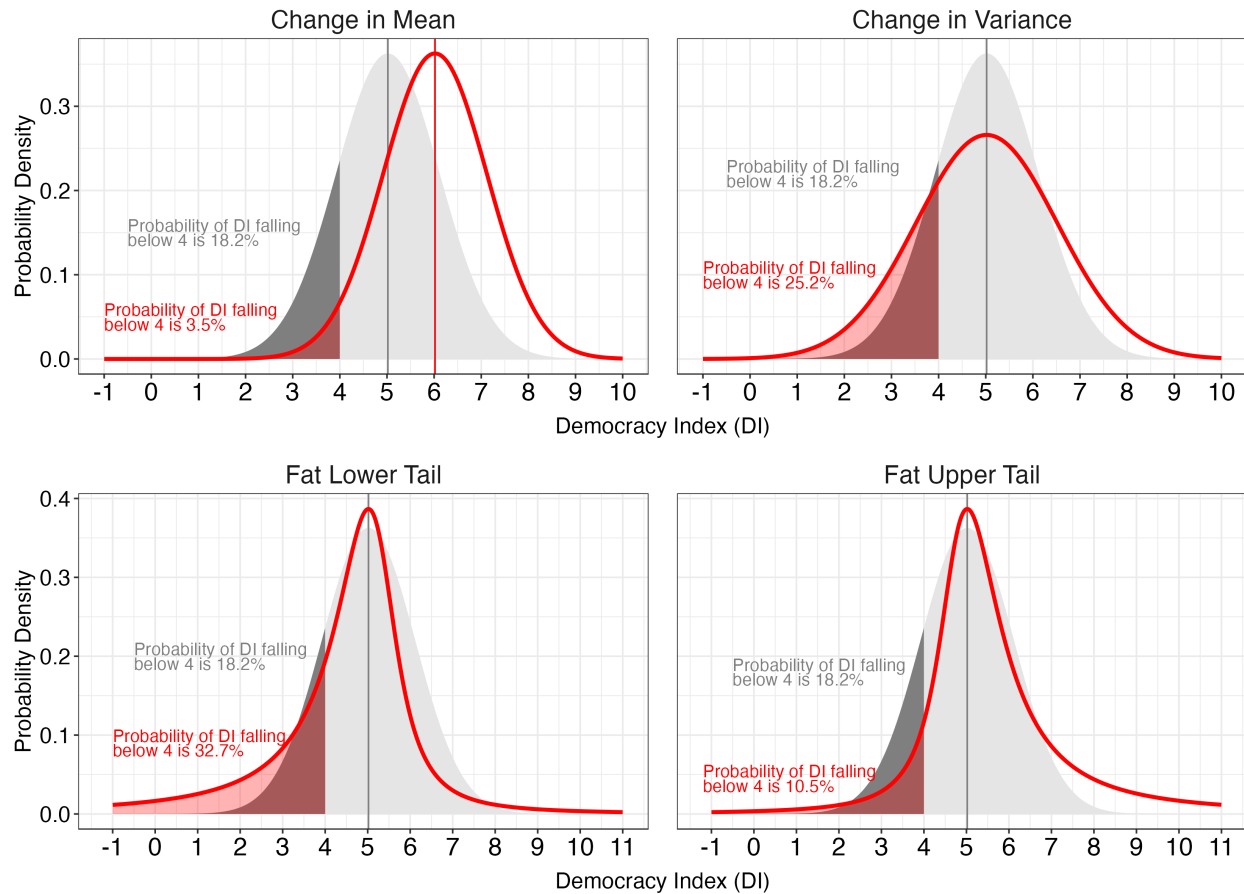 Change in Mean
Change in Variance
Probability Density
0.3
0.2
0.1
0.0
Probability of DI falling
below 4 is 18.2%
Probability of DI falling
below 4 is 3.5%
Probability of DI falling
below 4 is 18.2%
Probability of DI falling
below 4 is 25.2%
-1 0 1 2 3 4 5 6 7 8 9 10
-1 0 1 2 3 4 5 6 7 8 9 10
Democracy Index (DI)
Fat Lower Tail
Fat Upper Tail
Probability Density
0.4
0.3
0.2
0.1
0.0
Probability of DI falling
below 4 is 18.2%
Probability of DI falling
below 4 is 32.7%
Probability of DI falling
below 4 is 18.2%
Probability of DI falling
below 4 is 10.5%
-1 0 1 2 3 4 5 6 7 8 9 10 11
-1 0 1 2 3 4 5 6 7 8 9 10 11
Democracy Index (DI)